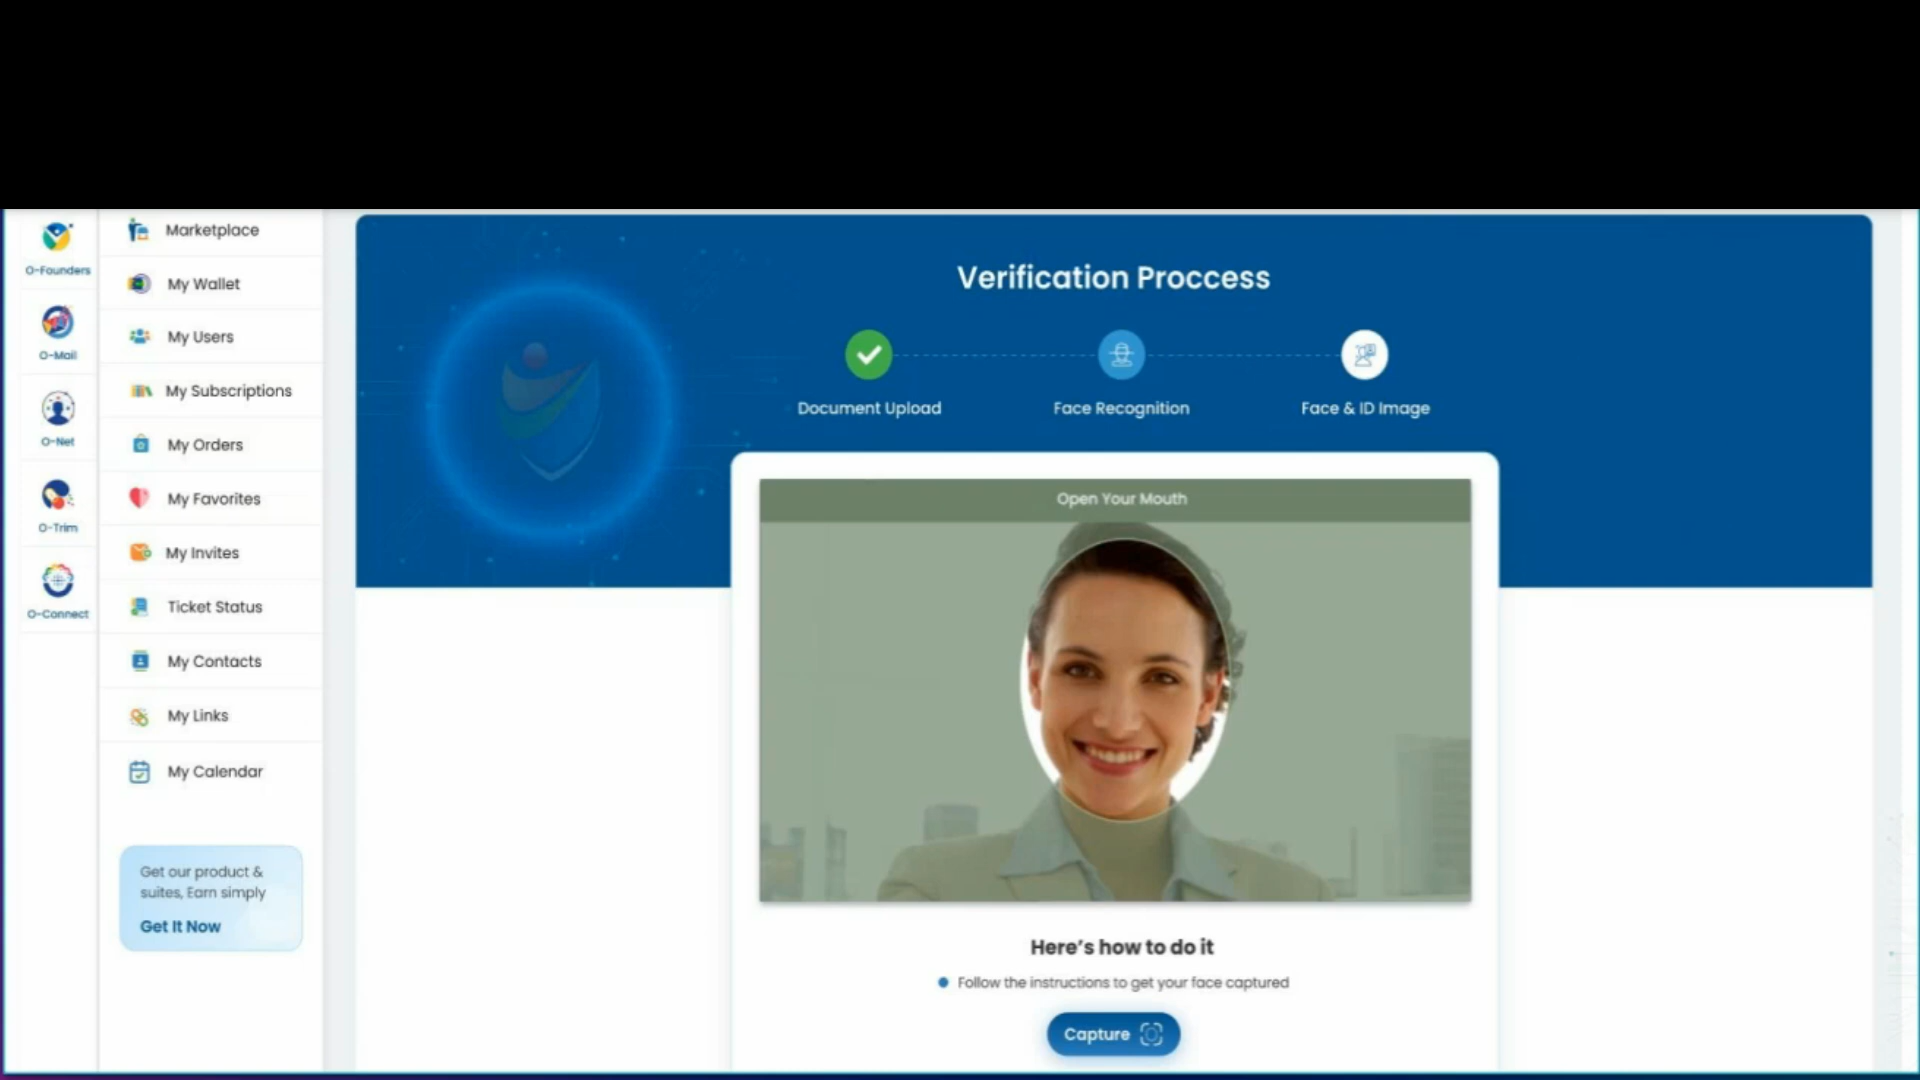 O-Founders
O-Mail
O-Net
O-Trim
O-Connect
Marketplace
My Wallet
My Users
My Subscriptions
My Orders
My Favorites
My Invites
Ticket Status
My Contacts
My Links
My Calendar
Get our product &
suites, Earn simply
Get It Now
Verification Proccess
Document Upload
Face Recognition
Face & ID Image
Open Your Mouth
Here's how to do it
Follow the instructions to get your face captured
Capture